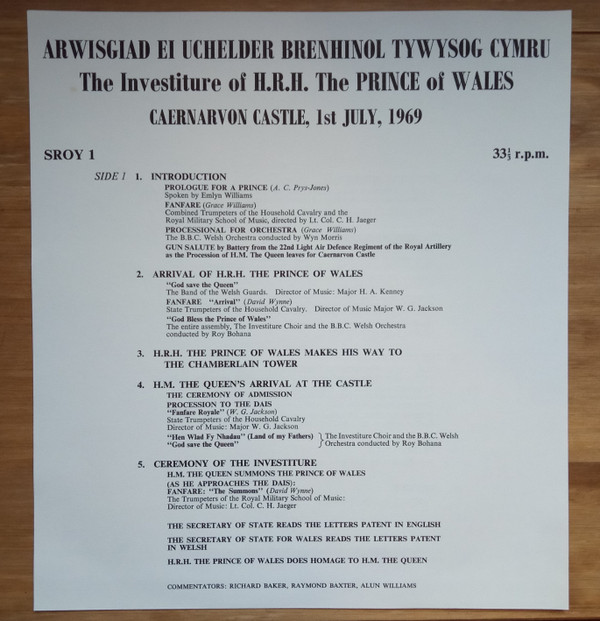 ARWISGIAD EI UCHELDER BRENHINOL TYWYSOG CYMRU
The Investiture of H.R.H. The PRINCE of WALES
CAERNARVON CASTLE, 1st JULY, 1969
SROY 1
33⅓ r.p.m.
SIDE 1 1. INTRODUCTION
PROLOGUE FOR A PRINCE (A. C. Prys-Jones)
Spoken by Emlyn Williams
FANFARE (Grace Williams)
Combined Trumpeters of the Household Cavalry and the
Royal Military School of Music, directed by Lt. Col. C. H. Jaeger
PROCESSIONAL FOR ORCHESTRA (Grace Williams)
The B.B.C. Welsh Orchestra conducted by Wyn Morris
GUN SALUTE by Battery from the 22nd Light Air Defence Regiment of the Royal Artillery
as the Procession of H.M. The Queen leaves for Caernarvon Castle
2. ARRIVAL OF H.R.H. THE PRINCE OF WALES
"God save the Queen"
The Band of the Welsh Guards. Director of Music: Major H. A. Kenney
FANFARE "Arrival" (David Wynne)
State Trumpeters of the Household Cavalry. Director of Music Major W. G. Jackson
"God Bless the Prince of Wales"
The entire assembly, The Investiture Choir and the B.B.C. Welsh Orchestra
conducted by Roy Bohana
3. H.R.H. THE PRINCE OF WALES MAKES HIS WAY TO
THE CHAMBERLAIN TOWER
4. H.M. THE QUEEN'S ARRIVAL AT THE CASTLE
THE CEREMONY OF ADMISSION
PROCESSION TO THE DAIS
"Fanfare Royale" (W. G. Jackson)
State Trumpeters of the Household Cavalry
Director of Music: Major W. G. Jackson
"Hen Wlad Fy Nhadau" (Land of my Fathers) } The Investiture Choir and the B.B.C. Welsh
"God save the Queen" } Orchestra conducted by Roy Bohana
5. CEREMONY OF THE INVESTITURE
H.M. THE QUEEN SUMMONS THE PRINCE OF WALES
(AS HE APPROACHES THE DAIS):
FANFARE: "The Summons" (David Wynne)
The Trumpeters of the Royal Military School of Music:
Director of Music: Lt. Col. C. H. Jaeger
THE SECRETARY OF STATE READS THE LETTERS PATENT IN ENGLISH
THE SECRETARY OF STATE FOR WALES READS THE LETTERS PATENT
IN WELSH
H.R.H. THE PRINCE OF WALES DOES HOMAGE TO H.M. THE QUEEN
COMMENTATORS: RICHARD BAKER, RAYMOND BAXTER, ALUN WILLIAMS